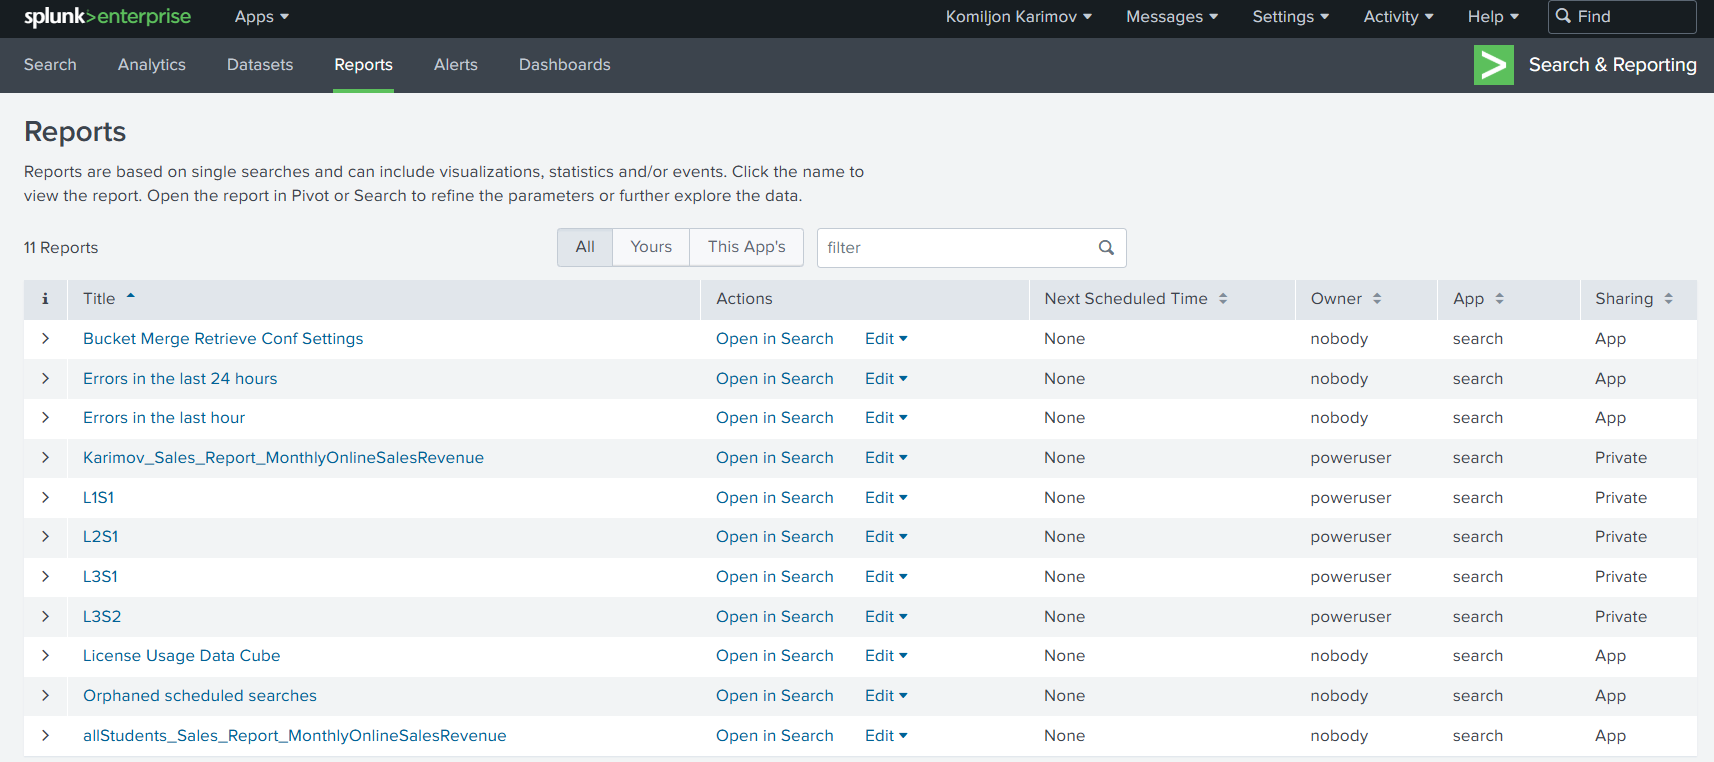 splunk>enterprise Apps Komiljon Karimov Messages Settings Activity Help Find
Search Analytics Datasets Reports Alerts Dashboards > Search & Reporting
Reports
Reports are based on single searches and can include visualizations, statistics and/or events. Click the name to
view the report. Open the report in Pivot or Search to refine the parameters or further explore the data.
11 Reports All Yours This App's filter
i Title Actions Next Scheduled Time Owner App Sharing
Bucket Merge Retrieve Conf Settings Open in Search Edit None nobody search App
Errors in the last 24 hours Open in Search Edit None nobody search App
Errors in the last hour Open in Search Edit None nobody search App
Karimov_Sales_Report_MonthlyOnlineSalesRevenue Open in Search Edit None poweruser search Private
L1S1 Open in Search Edit None poweruser search Private
L2S1 Open in Search Edit None poweruser search Private
L3S1 Open in Search Edit None poweruser search Private
L3S2 Open in Search Edit None poweruser search Private
License Usage Data Cube Open in Search Edit None nobody search App
Orphaned scheduled searches Open in Search Edit None nobody search App
allStudents_Sales_Report_MonthlyOnlineSalesRevenue Open in Search Edit None nobody search App